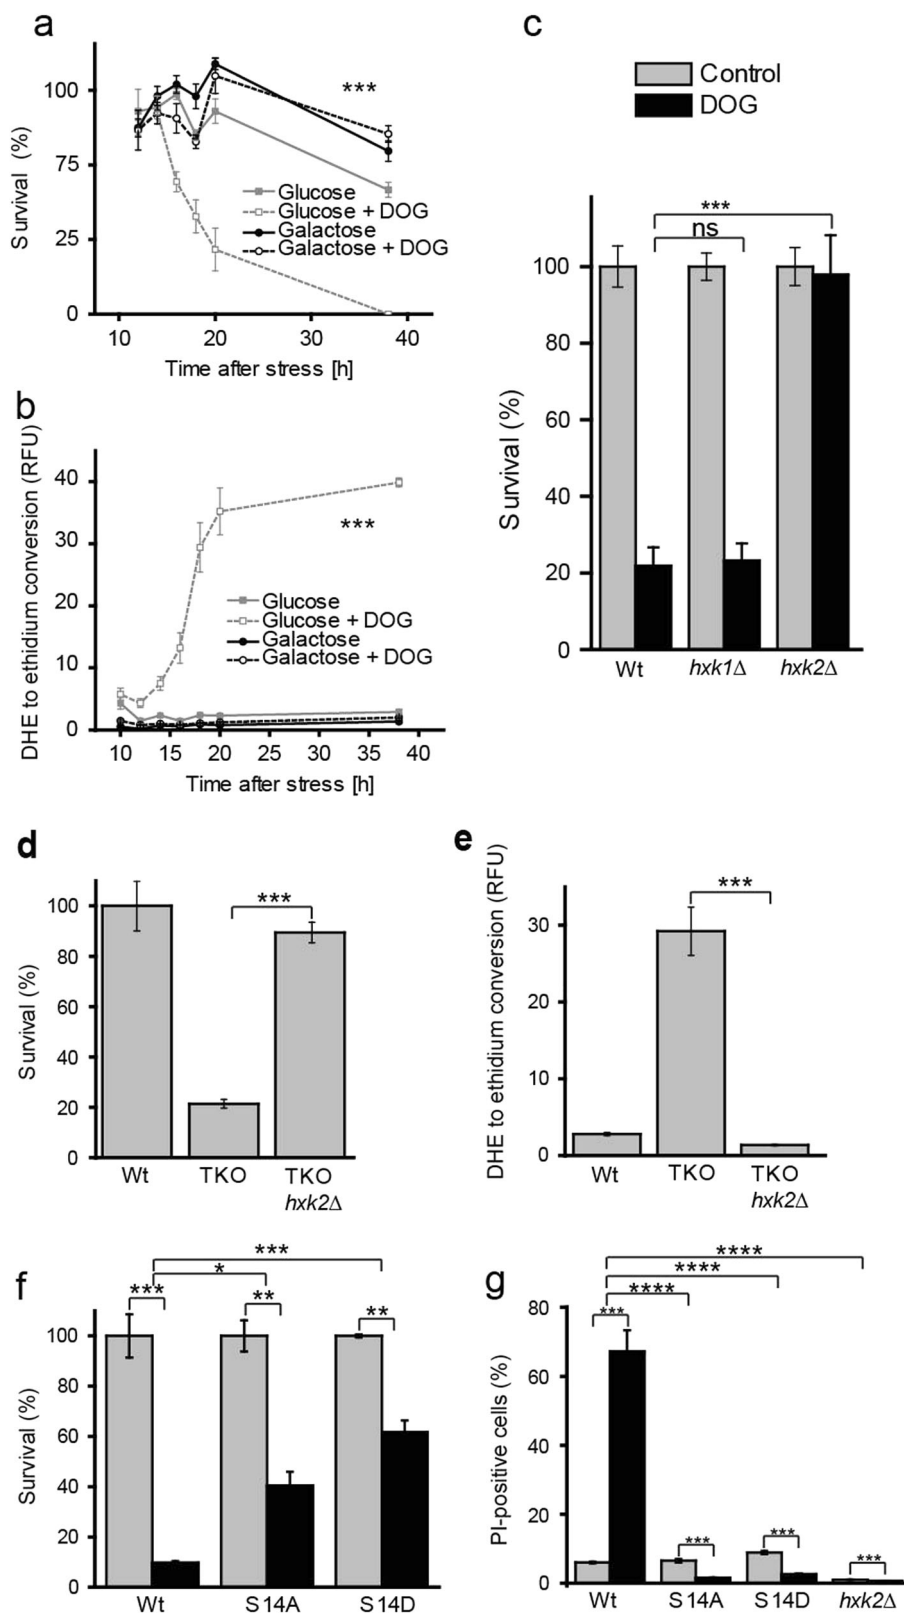 a
100
75
25
0
Survival (%)
***
Glucose
Glucose + DOG
Galactose
Galactose + DOG
10 20 30 40
Time after stress [h]
b
40
30
20
10
0
DHE to ethidium conversion (RFU)
***
Glucose
Glucose + DOG
Galactose
Galactose + DOG
10 15 20 25 30 35 40
Time after stress [h]
c
Control
DOG
***
ns
100
80
60
40
20
0
Survival (%)
Wt hxk1Δ hxk2Δ
d
***
100
80
60
40
20
0
Survival (%)
Wt TKO TKO
hxk2Δ
e
***
30
20
10
0
DHE to ethidium conversion (RFU)
Wt TKO TKO
hxk2Δ
f
***
*
*** ** **
100
80
60
40
20
0
Survival (%)
Wt S14A S14D
g
****
****
****
***
80
60
40
20
0
PI-positive cells (%)
*** *** ***
Wt S14A S14D hxk2Δ